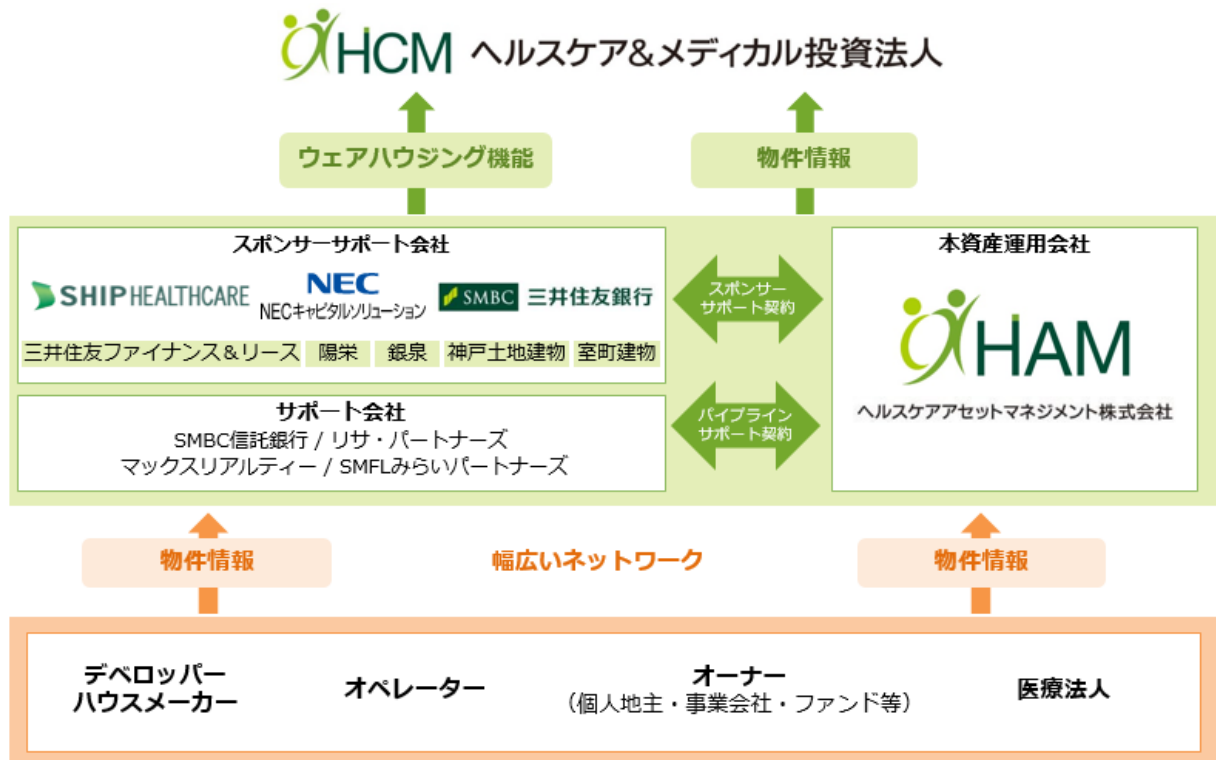 HCM ヘルスケア&メディカル投資法人
ウェアハウジング機能
物件情報
スポンサーサポート会社
SHIP HEALTHCARE
NEC
NECキャピタルソリューション
SMBC 三井住友銀行
三井住友ファイナンス&リース 陽栄 銀泉 神戸土地建物 室町建物
サポート会社
SMBC信託銀行 / リサ・パートナーズ
マックスリアルティー / SMFLみらいパートナーズ
スポンサー
サポート契約
パイプライン
サポート契約
本資産運用会社
HAM
ヘルスケアアセットマネジメント株式会社
物件情報
幅広いネットワーク
物件情報
デベロッパー
ハウスメーカー
オペレーター
オーナー
(個人地主・事業会社・ファンド等)
医療法人